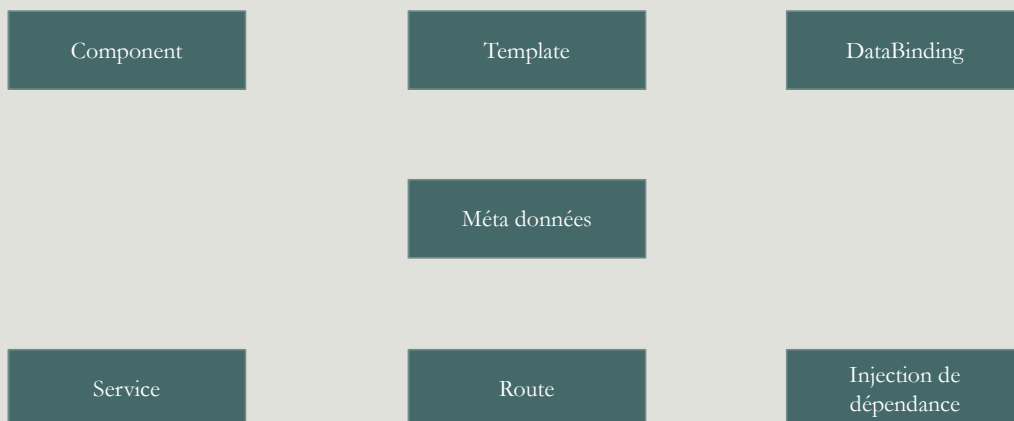 Component
Template
DataBinding
Méta données
Service
Route
Injection de
dépendance